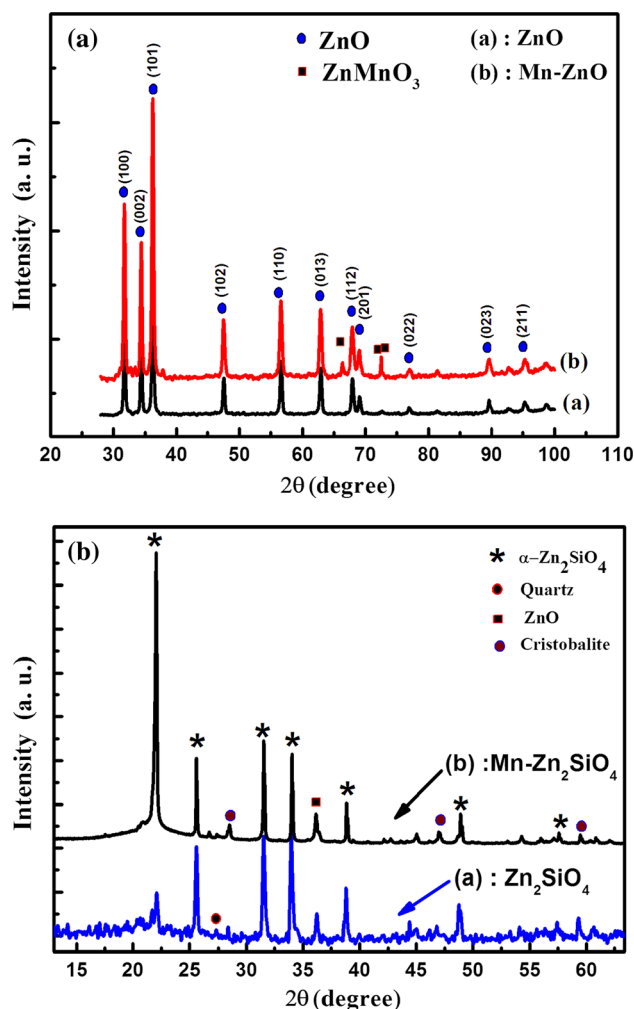 (a)
ZnO
(a) : ZnO
ZnMnO3
(b) : Mn-ZnO
(101)
(100)
(002)
(102)
(110)
(013)
(112)
(201)
(022)
(023)
(211)
(b)
(a)
Intensity (a. u.)
20 30 40 50 60 70 80 90 100 110
2θ (degree)
(b)
α–Zn2SiO4
Quartz
ZnO
Cristobalite
(b) :Mn-Zn2SiO4
(a) : Zn2SiO4
Intensity (a. u.)
15 20 25 30 35 40 45 50 55 60
2θ (degree)